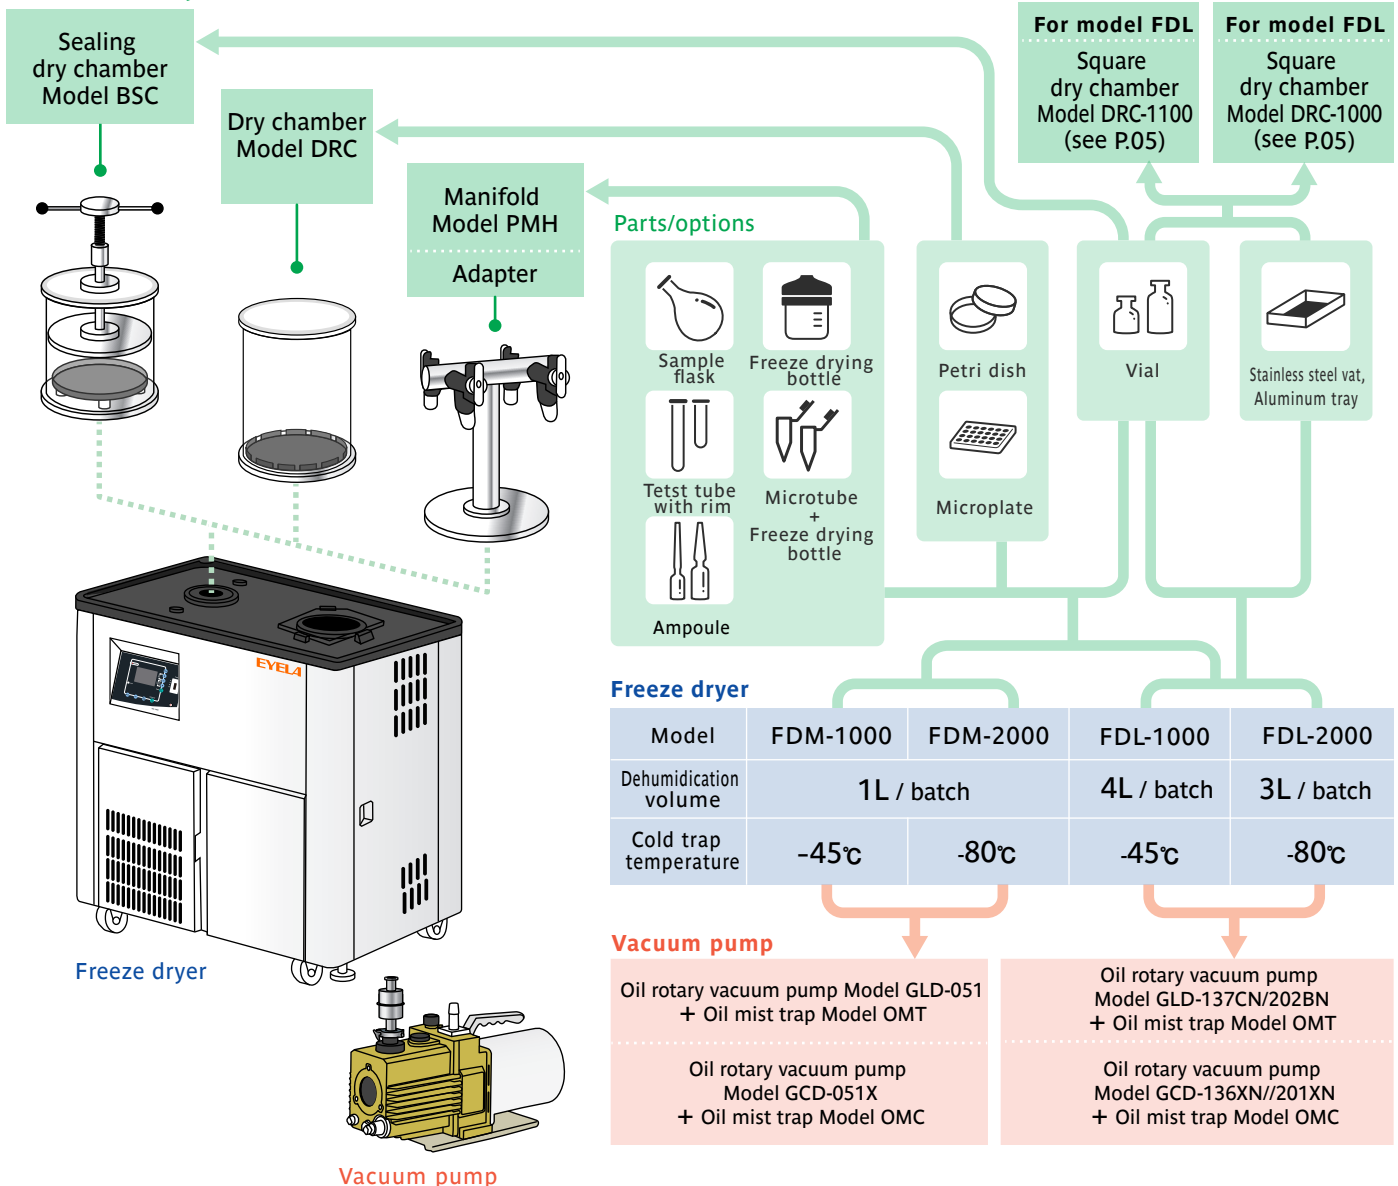 Sealing
dry chamber
Model BSC
Dry chamber
Model DRC
Manifold
Model PMH
Adapter
For model FDL
Square
dry chamber
Model DRC-1100
(see P.05)
For model FDL
Square
dry chamber
Model DRC-1000
(see P.05)
Parts/options
Sample
flask
Freeze drying
bottle
Tetst tube
with rim
Microtube
+
Freeze drying
bottle
Ampoule
Petri dish
Microplate
Vial
Stainless steel vat,
Aluminum tray
EYELA
Freeze dryer
Freeze dryer
Model FDM-1000 FDM-2000 FDL-1000 FDL-2000
Dehumidication
volume
1L / batch 4L / batch 3L / batch
Cold trap
temperature
-45℃ -80℃ -45℃ -80℃
Vacuum pump
Oil rotary vacuum pump Model GLD-051
+ Oil mist trap Model OMT
Oil rotary vacuum pump
Model GCD-051X
+ Oil mist trap Model OMC
Oil rotary vacuum pump
Model GLD-137CN/202BN
+ Oil mist trap Model OMT
Oil rotary vacuum pump
Model GCD-136XN//201XN
+ Oil mist trap Model OMC
Vacuum pump